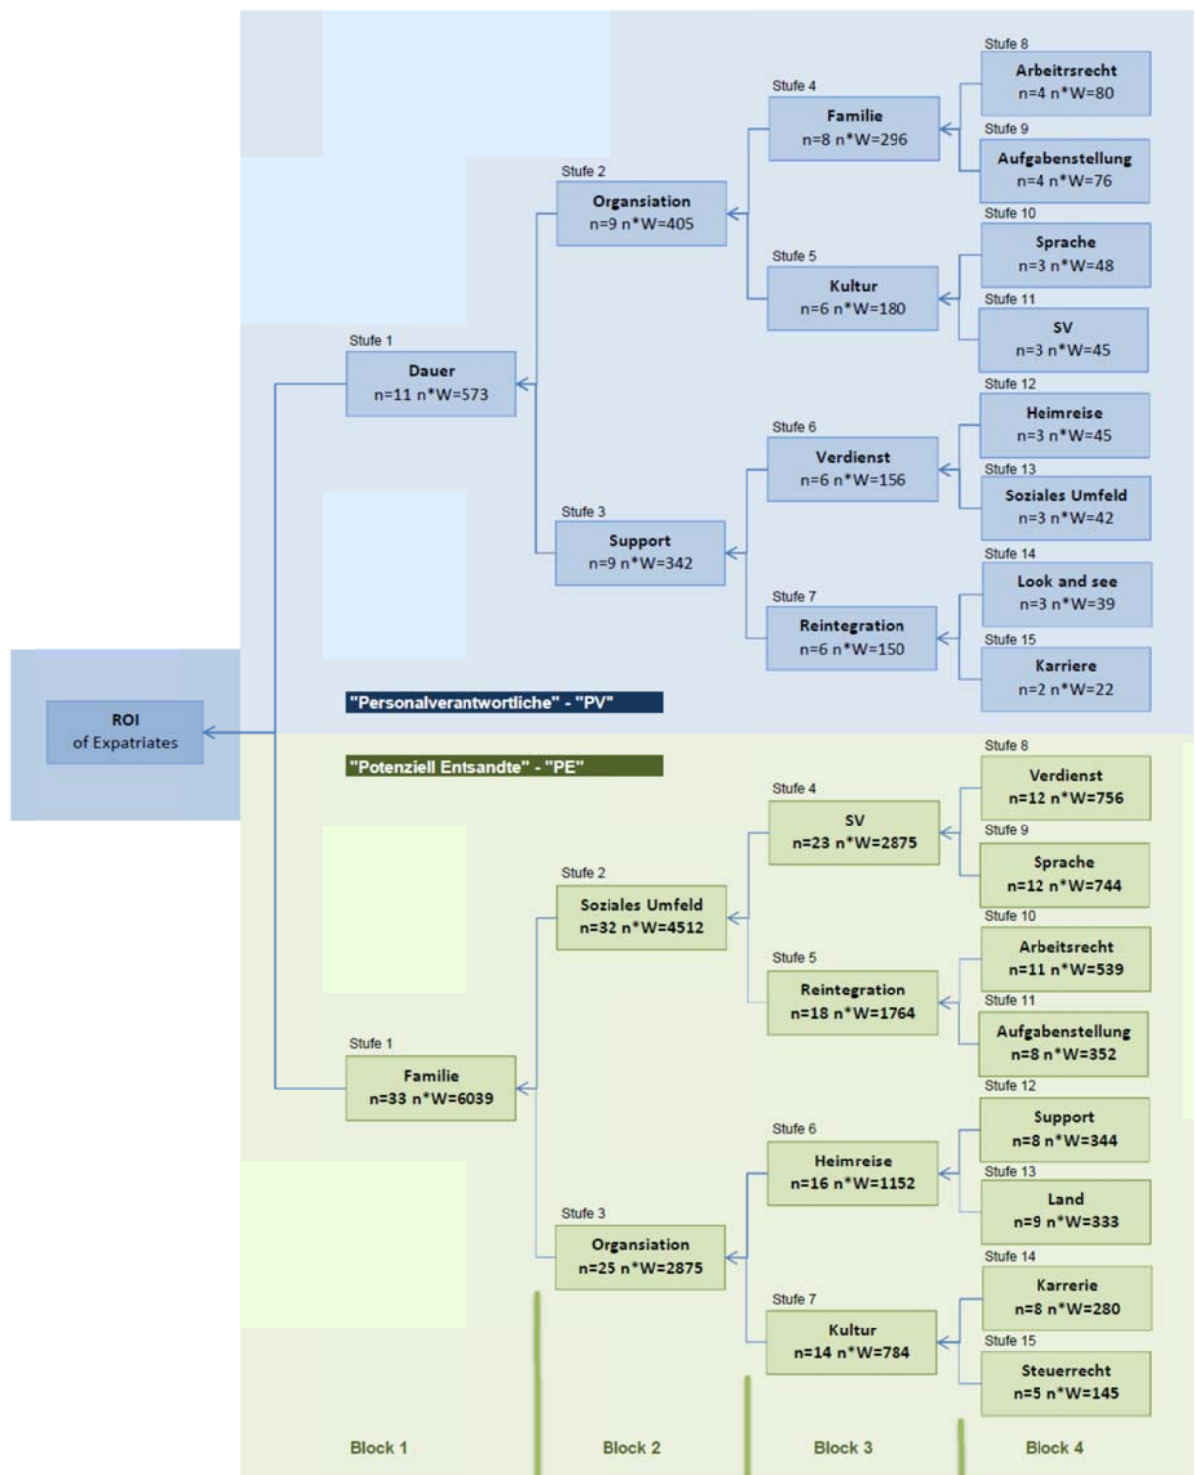 Stufe 8
Arbeitrsrecht
n=4 n*W=80
Stufe 4
Familie
n=8 n*W=296
Stufe 9
Aufgabenstellung
n=4 n*W=76
Stufe 2
Organsiation
n=9 n*W=405
Stufe 10
Sprache
n=3 n*W=48
Stufe 5
Kultur
n=6 n*W=180
Stufe 11
SV
n=3 n*W=45
Stufe 1
Dauer
n=11 n*W=573
Stufe 12
Heimreise
n=3 n*W=45
Stufe 6
Verdienst
n=6 n*W=156
Stufe 13
Soziales Umfeld
n=3 n*W=42
Stufe 3
Support
n=9 n*W=342
Stufe 14
Look and see
n=3 n*W=39
Stufe 7
Reintegration
n=6 n*W=150
Stufe 15
Karriere
n=2 n*W=22
"Personalverantwortliche" - "PV"
ROI
of Expatriates
"Potenziell Entsandte" - "PE"
Stufe 8
Verdienst
n=12 n*W=756
Stufe 4
SV
n=23 n*W=2875
Stufe 9
Sprache
n=12 n*W=744
Stufe 2
Soziales Umfeld
n=32 n*W=4512
Stufe 10
Arbeitsrecht
n=11 n*W=539
Stufe 5
Reintegration
n=18 n*W=1764
Stufe 11
Aufgabenstellung
n=8 n*W=352
Stufe 1
Familie
n=33 n*W=6039
Stufe 12
Support
n=8 n*W=344
Stufe 6
Heimreise
n=16 n*W=1152
Stufe 13
Land
n=9 n*W=333
Stufe 3
Organsiation
n=25 n*W=2875
Stufe 14
Karrerie
n=8 n*W=280
Stufe 7
Kultur
n=14 n*W=784
Stufe 15
Steuerrecht
n=5 n*W=145
Block 1
Block 2
Block 3
Block 4